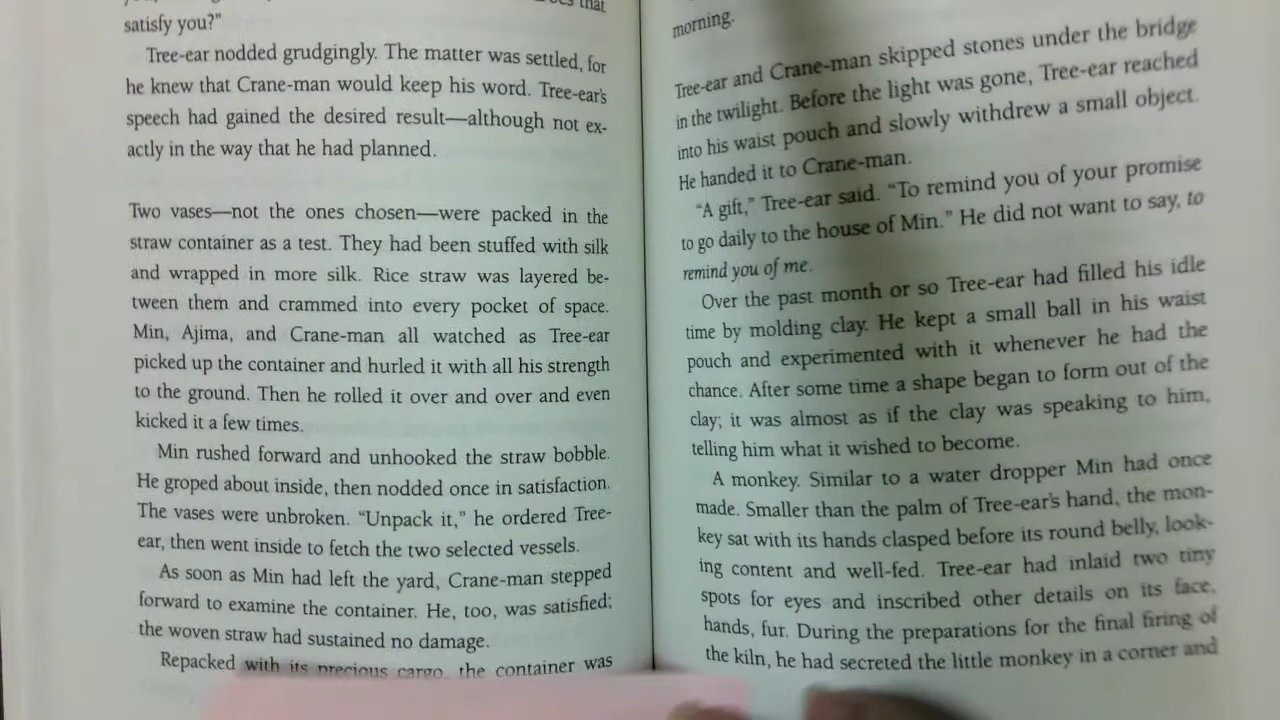 that
satisfy you?"
Tree-ear nodded grudgingly. The matter was settled, for
he knew that Crane-man would keep his word. Tree-ear's
speech had gained the desired result—although not ex-
actly in the way that he had planned.
Two vases—not the ones chosen—were packed in the
straw container as a test. They had been stuffed with silk
and wrapped in more silk. Rice straw was layered be-
tween them and crammed into every pocket of space.
Min, Ajima, and Crane-man all watched as Tree-ear
picked up the container and hurled it with all his strength
to the ground. Then he rolled it over and over and even
kicked it a few times.
Min rushed forward and unhooked the straw bobble.
He groped about inside, then nodded once in satisfaction.
The vases were unbroken. "Unpack it," he ordered Tree-
ear, then went inside to fetch the two selected vessels.
As soon as Min had left the yard, Crane-man stepped
forward to examine the container. He, too, was satisfied;
the woven straw had sustained no damage.
Repacked with its precious cargo, the container was
morning.
Tree-ear and Crane-man skipped stones under the bridge
in the twilight. Before the light was gone, Tree-ear reached
into his waist pouch and slowly withdrew a small object.
He handed it to Crane-man.
"A gift," Tree-ear said. "To remind you of your promise
to go daily to the house of Min." He did not want to say, to
remind you of me.
Over the past month or so Tree-ear had filled his idle
time by molding clay. He kept a small ball in his waist
pouch and experimented with it whenever he had the
chance. After some time a shape began to form out of the
clay; it was almost as if the clay was speaking to him,
telling him what it wished to become.
A monkey. Similar to a water dropper Min had once
made. Smaller than the palm of Tree-ear's hand, the mon-
key sat with its hands clasped before its round belly, look-
ing content and well-fed. Tree-ear had inlaid two tiny
spots for eyes and inscribed other details on its face,
hands, fur. During the preparations for the final firing of
the kiln, he had secreted the little monkey in a corner and